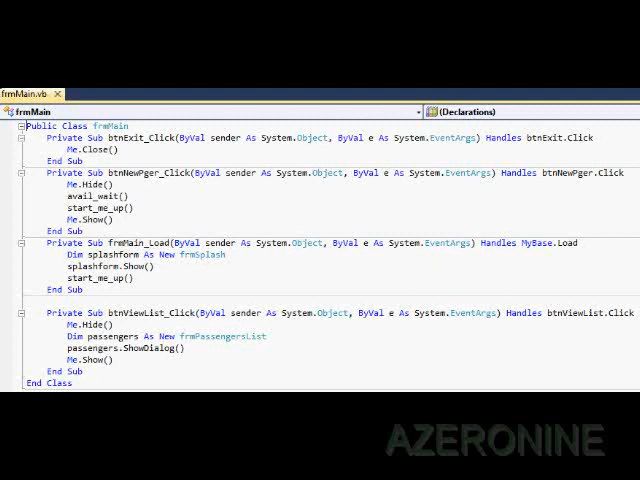 frmMain.vb ×
frmMain (Declarations)
Public Class frmMain
Private Sub btnExit_Click(ByVal sender As System.Object, ByVal e As System.EventArgs) Handles btnExit.Click
Me.Close()
End Sub
Private Sub btnNewPger_Click(ByVal sender As System.Object, ByVal e As System.EventArgs) Handles btnNewPger.Click
Me.Hide()
avail_wait()
start_me_up()
Me.Show()
End Sub
Private Sub frmMain_Load(ByVal sender As System.Object, ByVal e As System.EventArgs) Handles MyBase.Load
Dim splashform As New frmSplash
splashform.Show()
start_me_up()
End Sub
Private Sub btnViewList_Click(ByVal sender As System.Object, ByVal e As System.EventArgs) Handles btnViewList.Click
Me.Hide()
Dim passengers As New frmPassengersList
passengers.ShowDialog()
Me.Show()
End Sub
End Class
AZERONINE